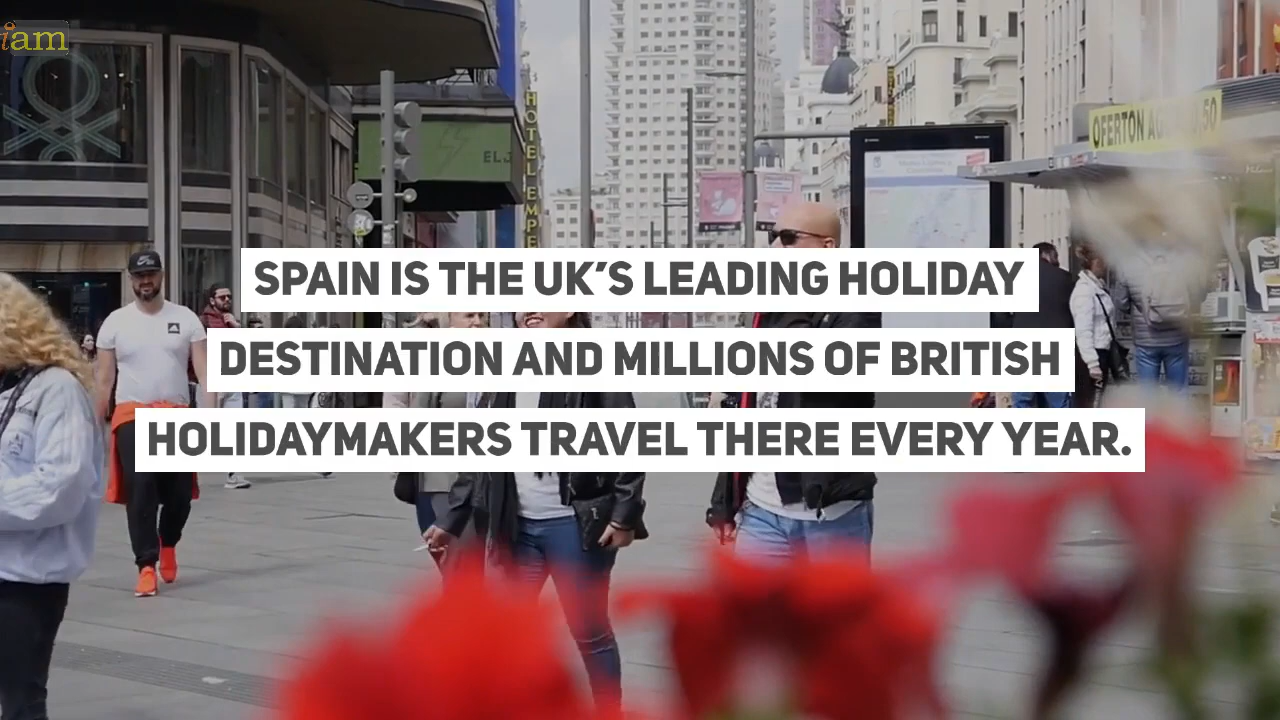 iam
HOTEL EMPE
OFERTON
SPAIN IS THE UK’S LEADING HOLIDAY
DESTINATION AND MILLIONS OF BRITISH
HOLIDAYMAKERS TRAVEL THERE EVERY YEAR.